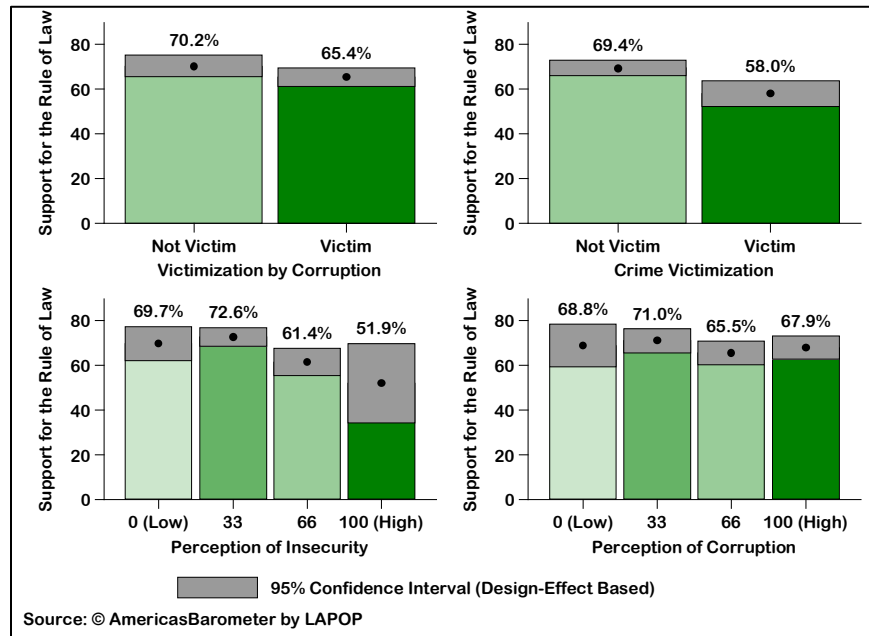 Support for the Rule of Law
80
60
40
20
0
70.2%
65.4%
Not Victim
Victim
Victimization by Corruption
Support for the Rule of Law
80
60
40
20
0
69.4%
58.0%
Not Victim
Victim
Crime Victimization
Support for the Rule of Law
80
60
40
20
0
69.7%
72.6%
61.4%
51.9%
0 (Low)
33
66
100 (High)
Perception of Insecurity
Support for the Rule of Law
80
60
40
20
0
68.8%
71.0%
65.5%
67.9%
0 (Low)
33
66
100 (High)
Perception of Corruption
95% Confidence Interval (Design-Effect Based)
Source: © AmericasBarometer by LAPOP